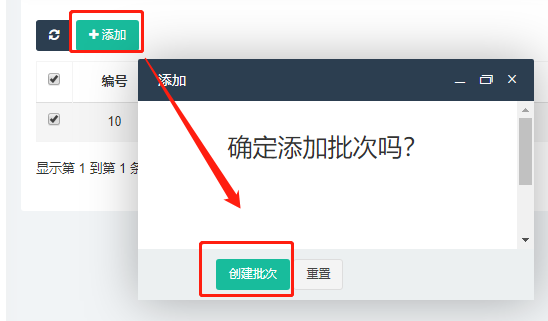 添加
编号
添加
10
确定添加批次吗？
显示第 1 到第 1 条
创建批次 重置